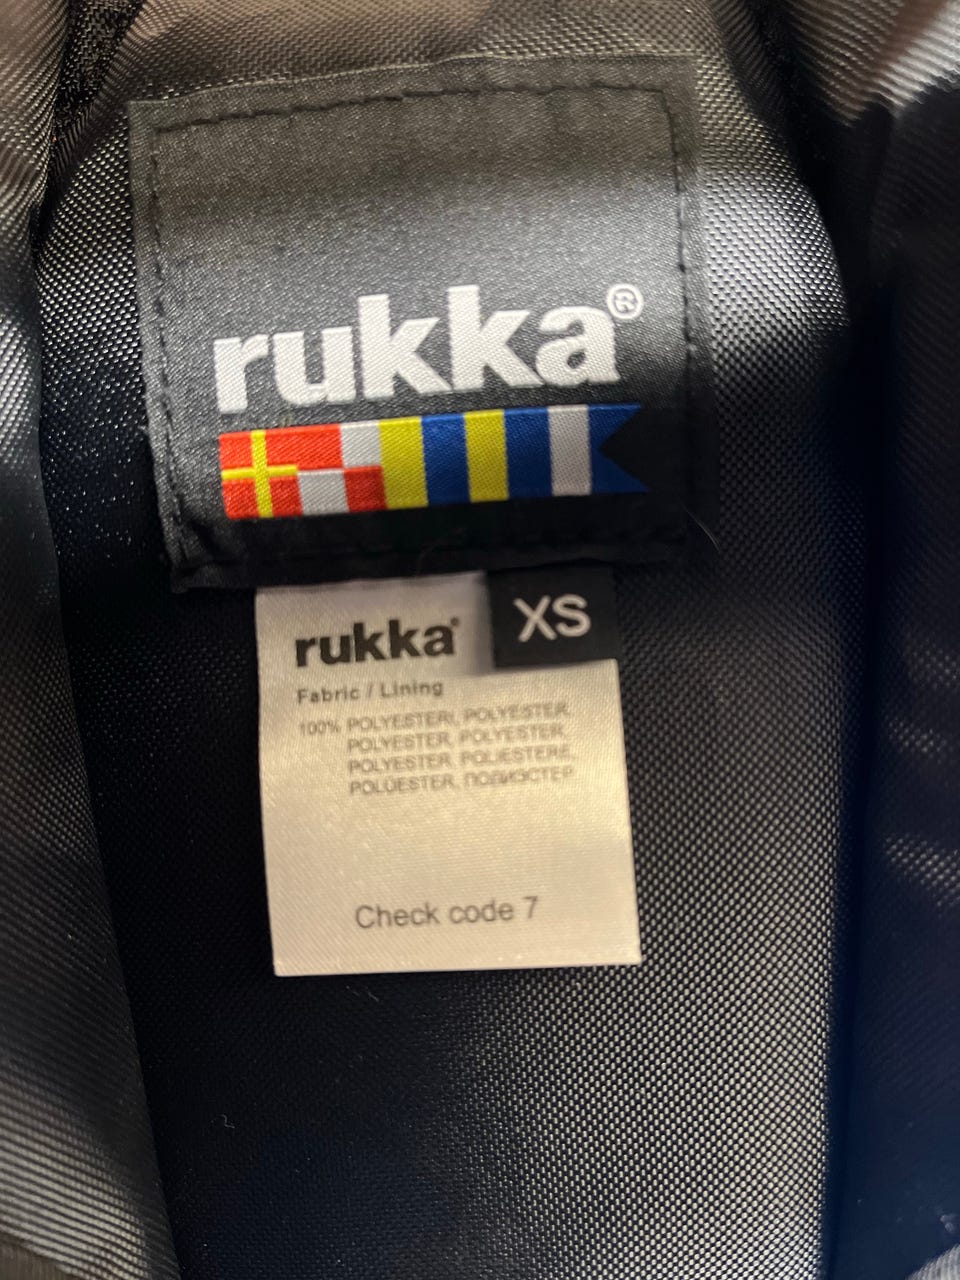 rukka®
rukka®
XS
Fabric / Lining
100% POLYESTERI, POLYESTER,
POLYESTER, POLYESTER,
POLYESTER, POLIESTERE,
POLÜESTER, ПОЛИЭСТЕР
Check code 7